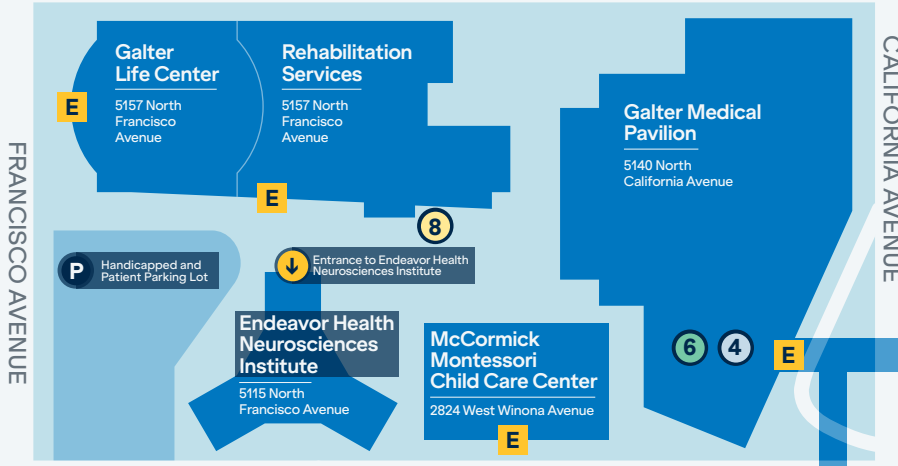 Galter
Life Center
5157 North
Francisco
Avenue
Rehabilitation
Services
5157 North
Francisco
Avenue
Galter Medical
Pavilion
5140 North
California Avenue
CALIFORNIA AVENUE
FRANCISCO AVENUE
E
E
8
P
Handicapped and
Patient Parking Lot
Entrance to Endeavor Health
Neurosciences Institute
Endeavor Health
Neurosciences
Institute
5115 North
Francisco Avenue
McCormick
Montessori
Child Care Center
2824 West Winona Avenue
E
6
4
E